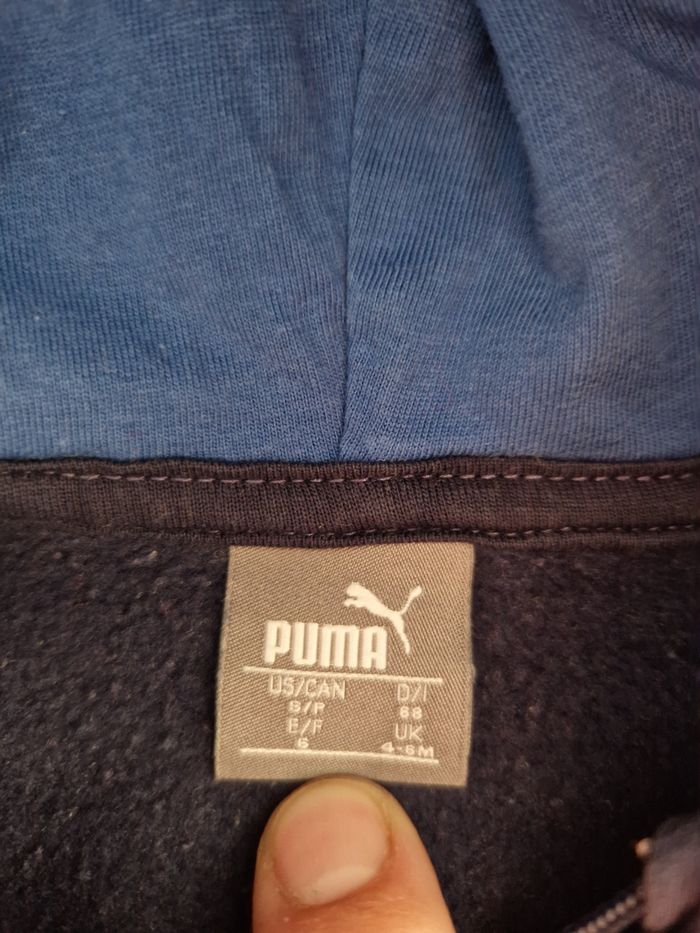 PUMA
US/CAN D/I
S/P 68
E/F UK
6 4-6M